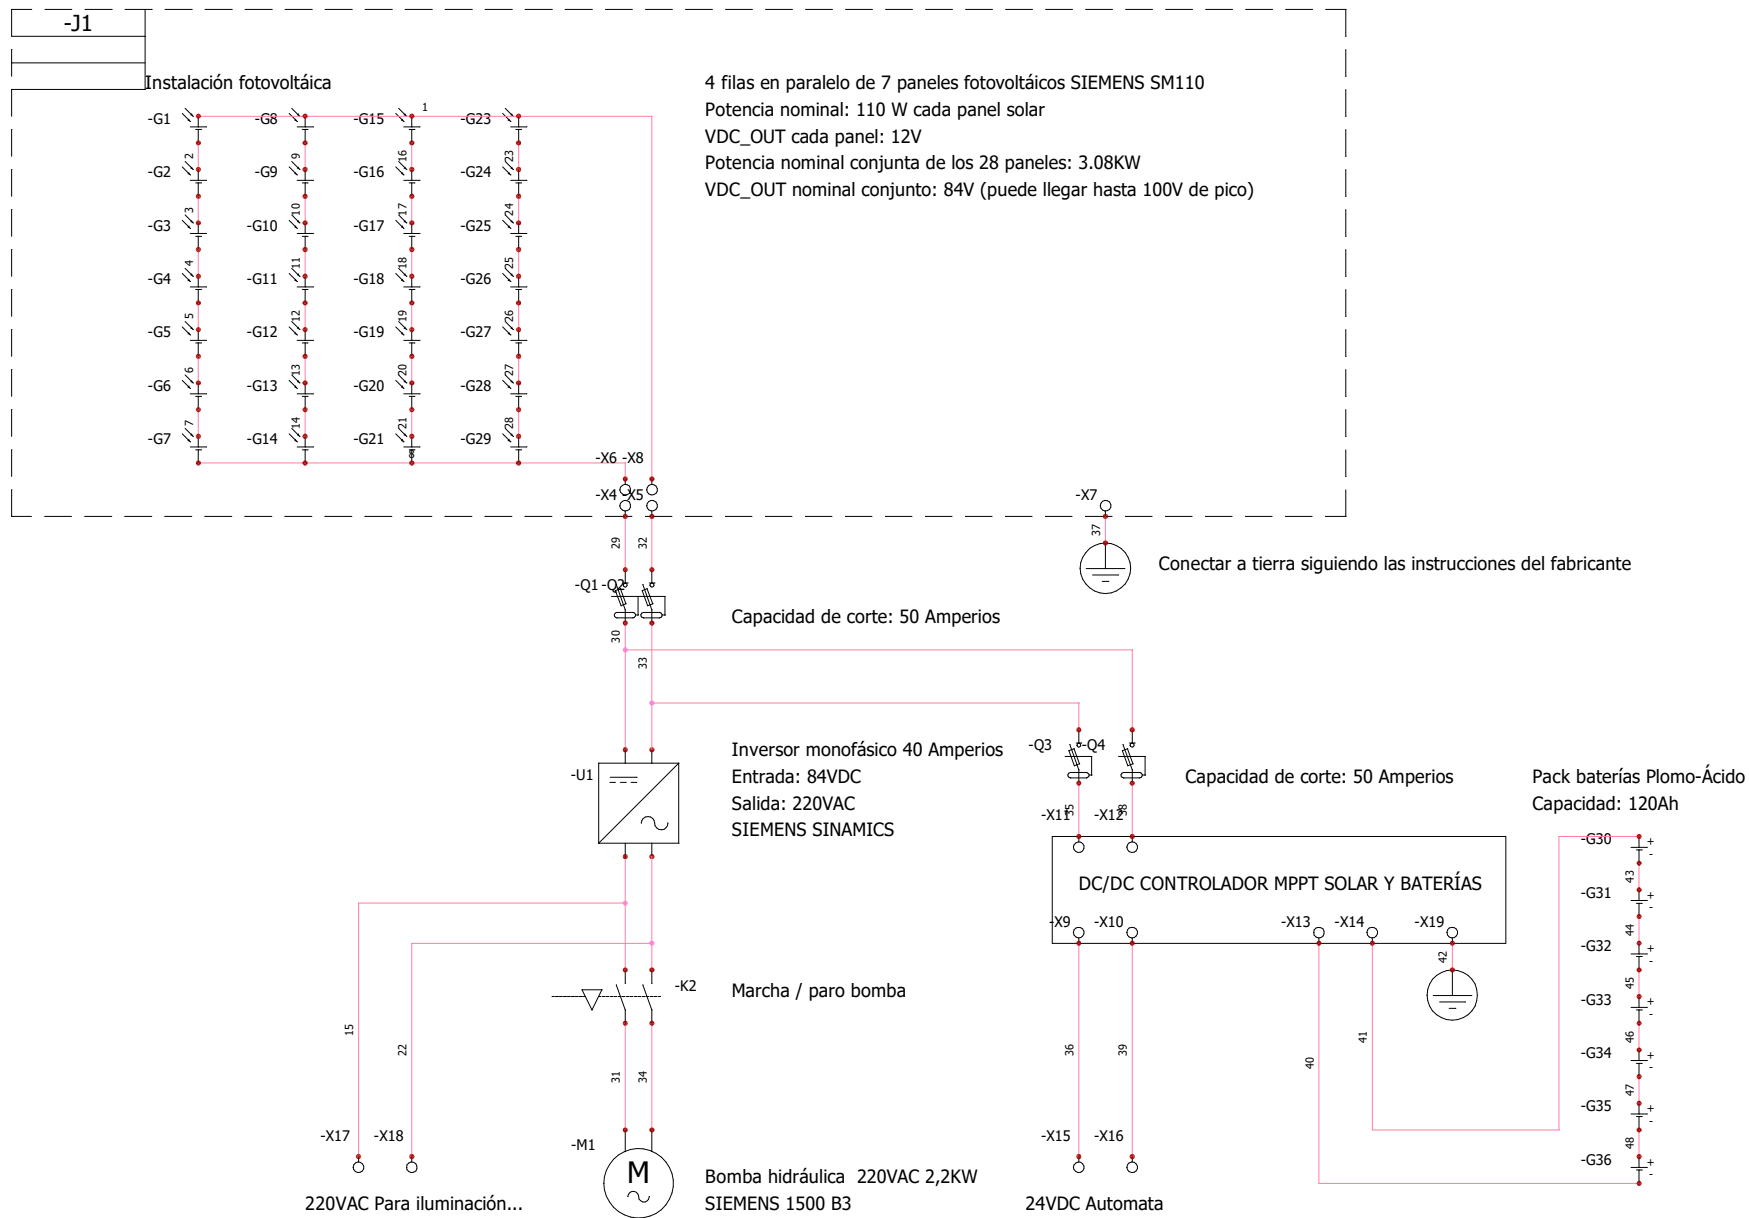 -J1
Instalación fotovoltáica
4 filas en paralelo de 7 paneles fotovoltáicos SIEMENS SM110
Potencia nominal: 110 W cada panel solar
VDC_OUT cada panel: 12V
Potencia nominal conjunta de los 28 paneles: 3.08KW
VDC_OUT nominal conjunto: 84V (puede llegar hasta 100V de pico)
1
-G1 -G8 -G15 -G23
2 9 16 23
-G2 -G9 -G16 -G24
3 10 17 24
-G3 -G10 -G17 -G25
4 11 18 25
-G4 -G11 -G18 -G26
5 12 19 26
-G5 -G12 -G19 -G27
6 13 20 27
-G6 -G13 -G20 -G28
7 14 21 28
-G7 -G14 -G21 -G29
8
-X6 -X8
-X4 -X5
-X7
29 32
37
Conectar a tierra siguiendo las instrucciones del fabricante
-Q1 -Q2
Capacidad de corte: 50 Amperios
30
33
-U1
Inversor monofásico 40 Amperios
Entrada: 84VDC
Salida: 220VAC
SIEMENS SINAMICS
-Q3 -Q4
Capacidad de corte: 50 Amperios
35 38
-X11 -X12
DC/DC CONTROLADOR MPPT SOLAR Y BATERÍAS
-X9 -X10 -X13 -X14 -X19
42
Pack baterías Plomo-Ácido
Capacidad: 120Ah
-G30 + -
43
-G31 + -
44
-G32 + -
45
-G33 + -
46
-G34 + -
47
-G35 + -
48
-G36 + -
-K2
Marcha / paro bomba
15 22 31 34 36 39 40 41
-X17 -X18
220VAC Para iluminación...
-M1
M
Bomba hidráulica 220VAC 2,2KW
SIEMENS 1500 B3
-X15 -X16
24VDC Automata